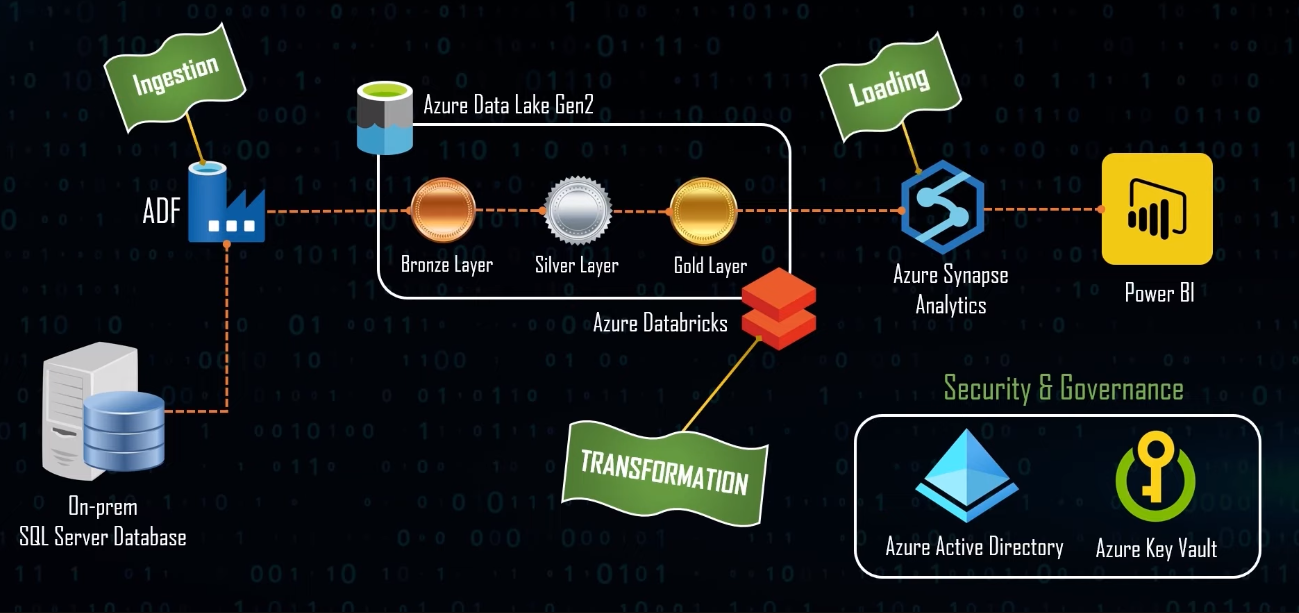 Ingestion
Loading
Azure Data Lake Gen2
ADF
Bronze Layer
Silver Layer
Gold Layer
Azure Synapse
Analytics
Power BI
Azure Databricks
Security & Governance
TRANSFORMATION
On-prem
SQL Server Database
Azure Active Directory
Azure Key Vault